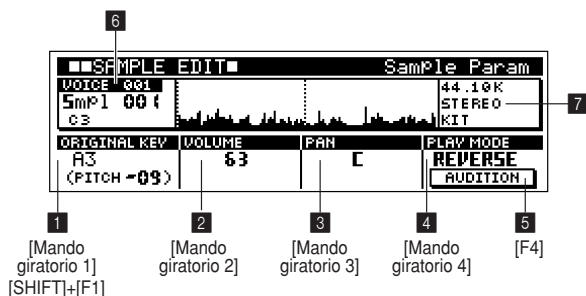 6
SAMPLE EDIT Sample Param
VOICE 001
Smpl 001
C3
44.10K
STEREO
KIT
7
ORIGINAL KEY VOLUME PAN PLAY MODE
A3 63 C REVERSE
(PITCH -09) AUDITION
1 2 3 4 5
[Mando giratorio 1] [Mando giratorio 2] [Mando giratorio 3] [Mando giratorio 4] [F4]
[SHIFT]+[F1]